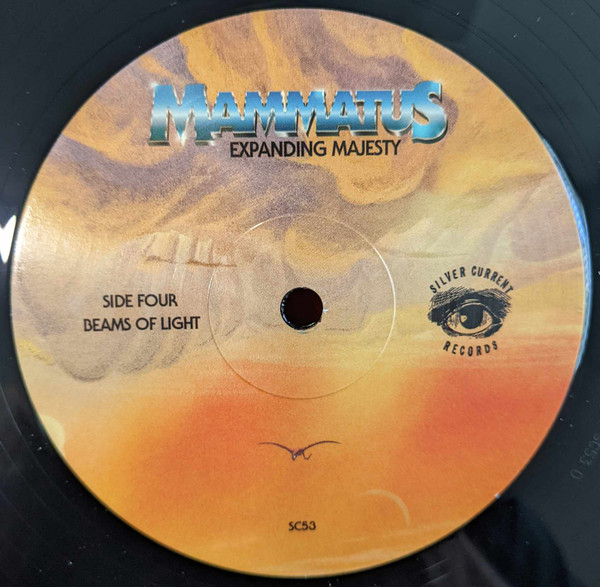 MAMMATUS
EXPANDING MAJESTY
SIDE FOUR
BEAMS OF LIGHT
SILVER CURRENT
RECORDS
SC53